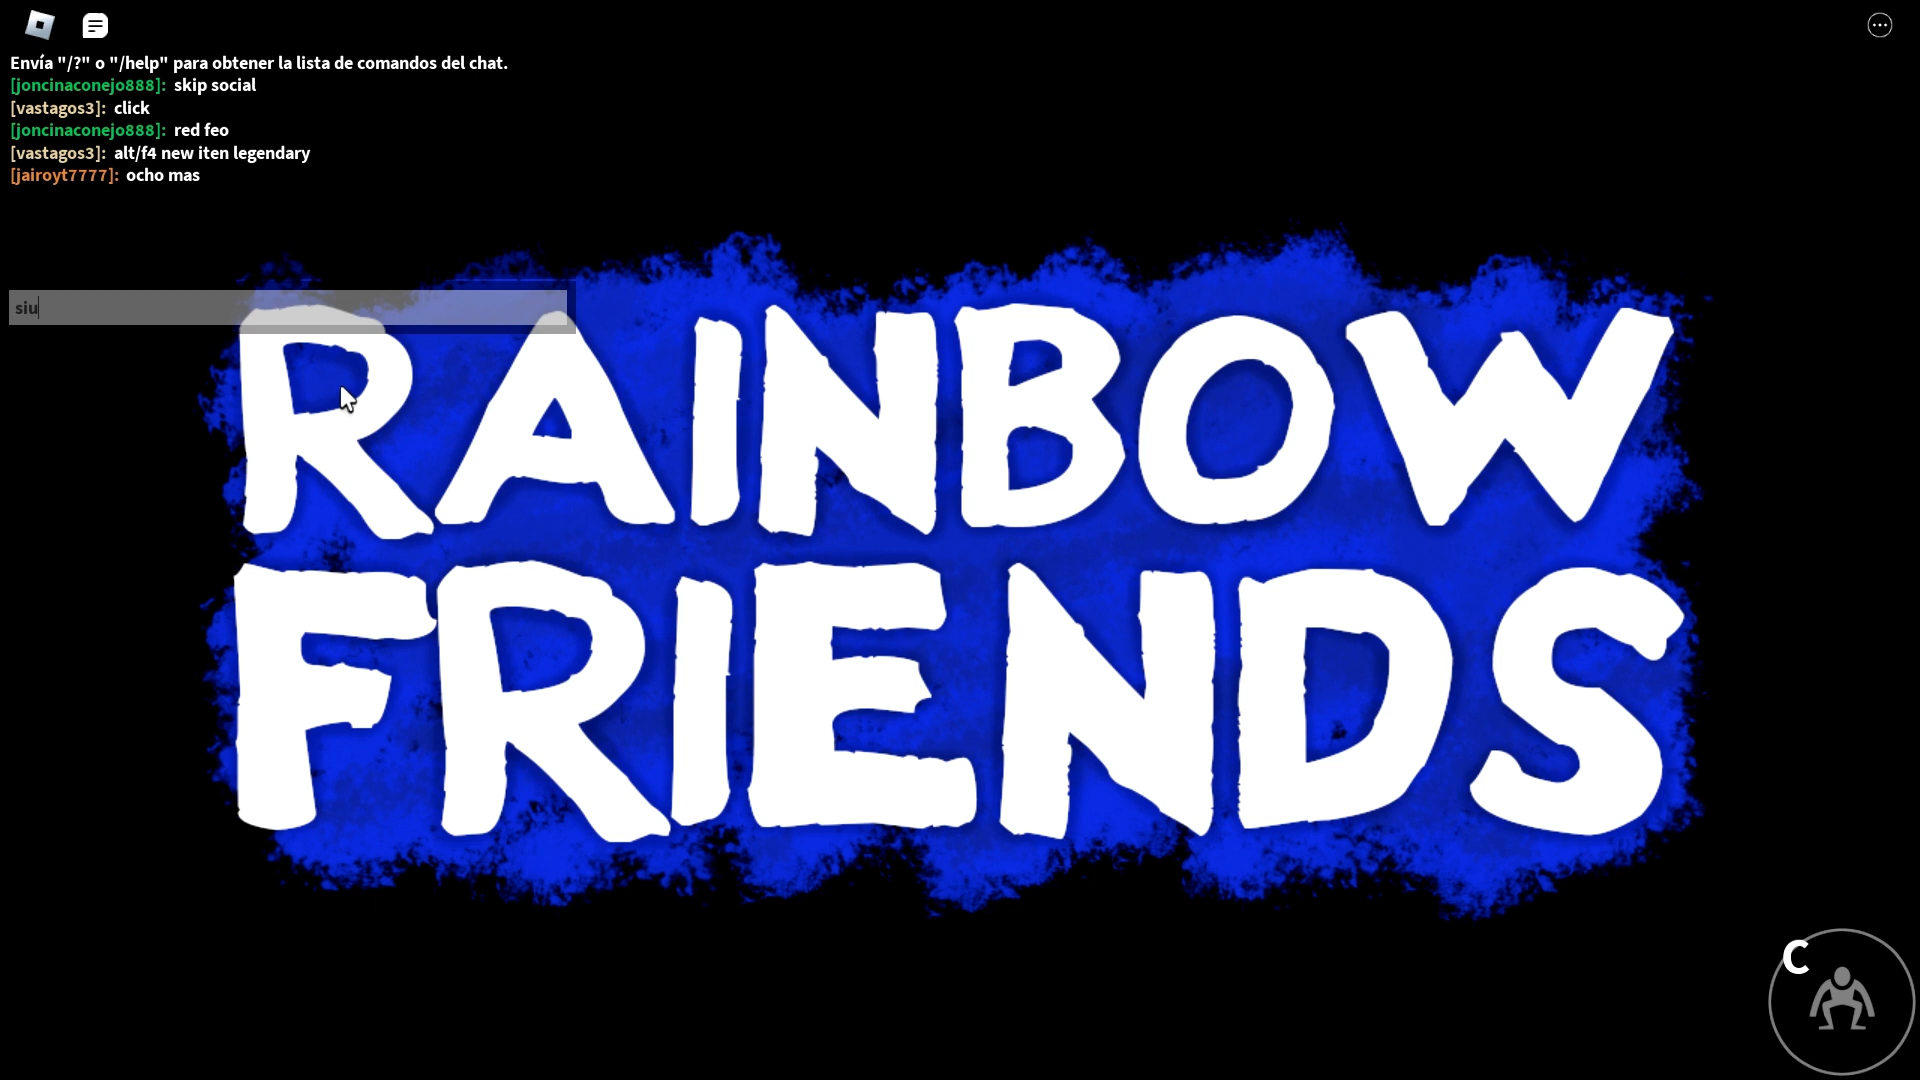 Envía "/?" o "/help" para obtener la lista de comandos del chat.
[joncinaconejo888]: skip social
[vastagos3]: click
[joncinaconejo888]: red feo
[vastagos3]: alt/f4 new iten legendary
[jairoyt7777]: ocho mas
siu
RAINBOW
FRIENDS
C